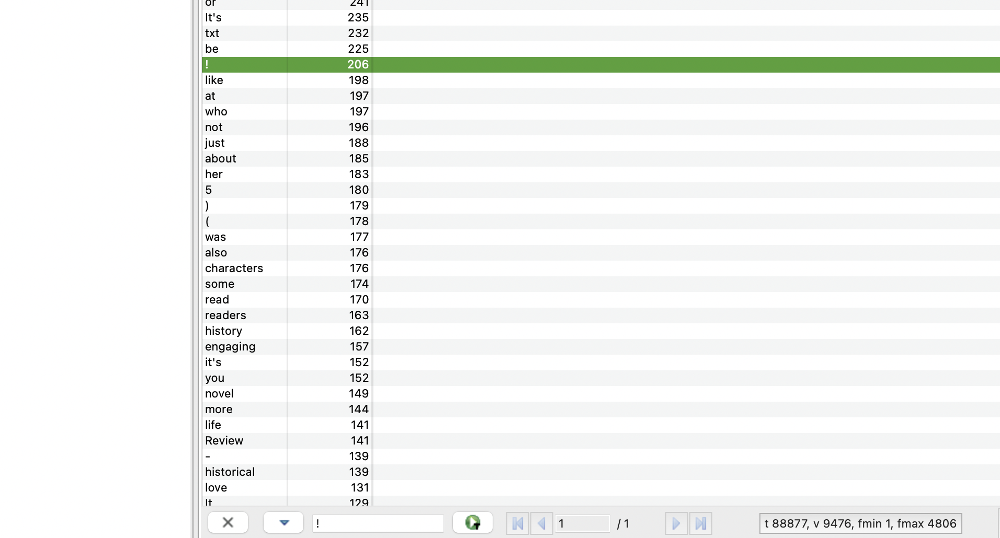 or 241
It's 235
txt 232
be 225
! 206
like 198
at 197
who 197
not 196
just 188
about 185
her 183
5 180
) 179
( 178
was 177
also 176
characters 176
some 174
read 170
readers 163
history 162
engaging 157
it's 152
you 152
novel 149
more 144
life 141
Review 141
- 139
historical 139
love 131
It 129
! 1 / 1 t 88877, v 9476, fmin 1, fmax 4806